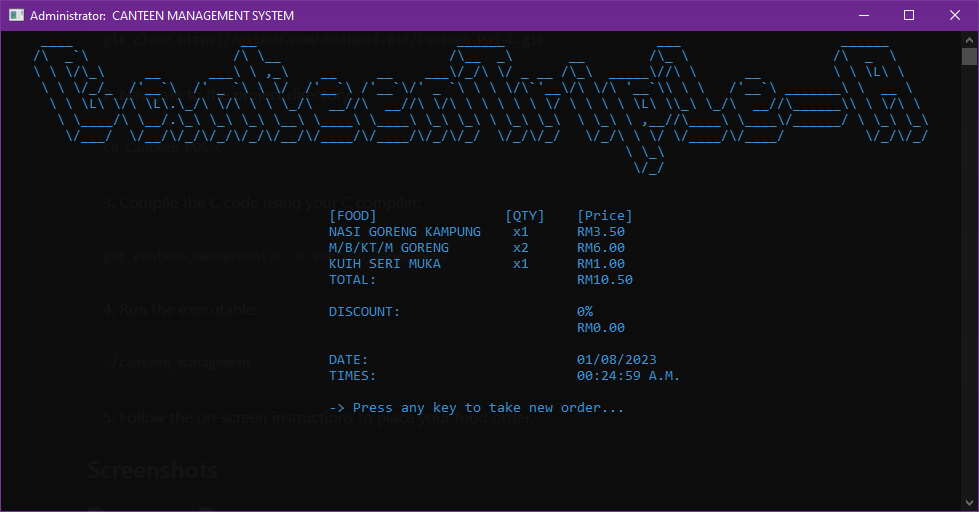 Administrator: CANTEEN MANAGEMENT SYSTEM
3. Compile the C code using your C compiler:
[FOOD] [QTY] [Price]
NASI GORENG KAMPUNG x1 RM3.50
M/B/KT/M GORENG x2 RM6.00
KUIH SERI MUKA x1 RM1.00
TOTAL: RM10.50
4. Run the executable:
DISCOUNT: 0%
RM0.00
./canteen_management
DATE: 01/08/2023
TIMES: 00:24:59 A.M.
-> Press any key to take new order...
5. Follow the on-screen instructions to place your food order.
Screenshots